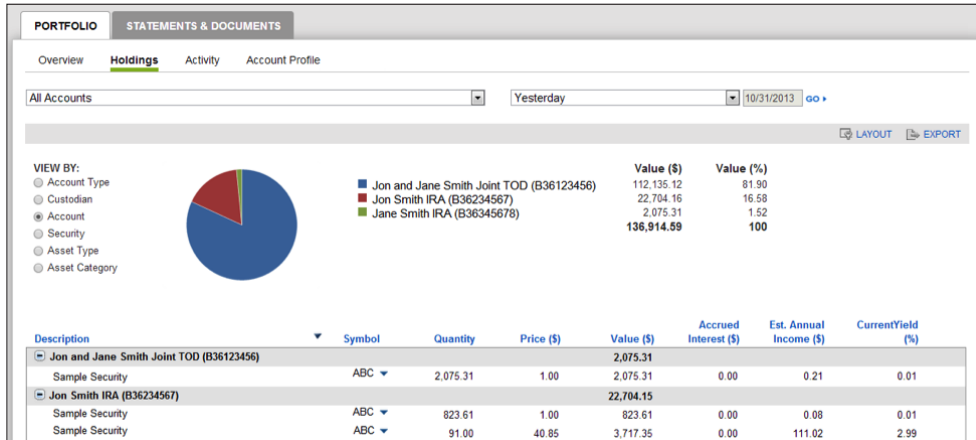 PORTFOLIO STATEMENTS & DOCUMENTS
Overview Holdings Activity Account Profile
All Accounts Yesterday 10/31/2013 GO
LAYOUT EXPORT
VIEW BY: Value ($) Value (%)
Account Type
Custodian
Account
Security
Asset Type
Asset Category
Jon and Jane Smith Joint TOD (B36123456) 112,135.12 81.90
Jon Smith IRA (B36234567) 22,704.16 16.58
Jane Smith IRA (B36345678) 2,075.31 1.52
136,914.59 100
Description Symbol Quantity Price ($) Value ($) Accrued Interest ($) Est. Annual Income ($) CurrentYield (%)
Jon and Jane Smith Joint TOD (B36123456) 2,075.31
Sample Security ABC 2,075.31 1.00 2,075.31 0.00 0.21 0.01
Jon Smith IRA (B36234567) 22,704.15
Sample Security ABC 823.61 1.00 823.61 0.00 0.08 0.01
Sample Security ABC 91.00 40.85 3,717.35 0.00 111.02 2.99